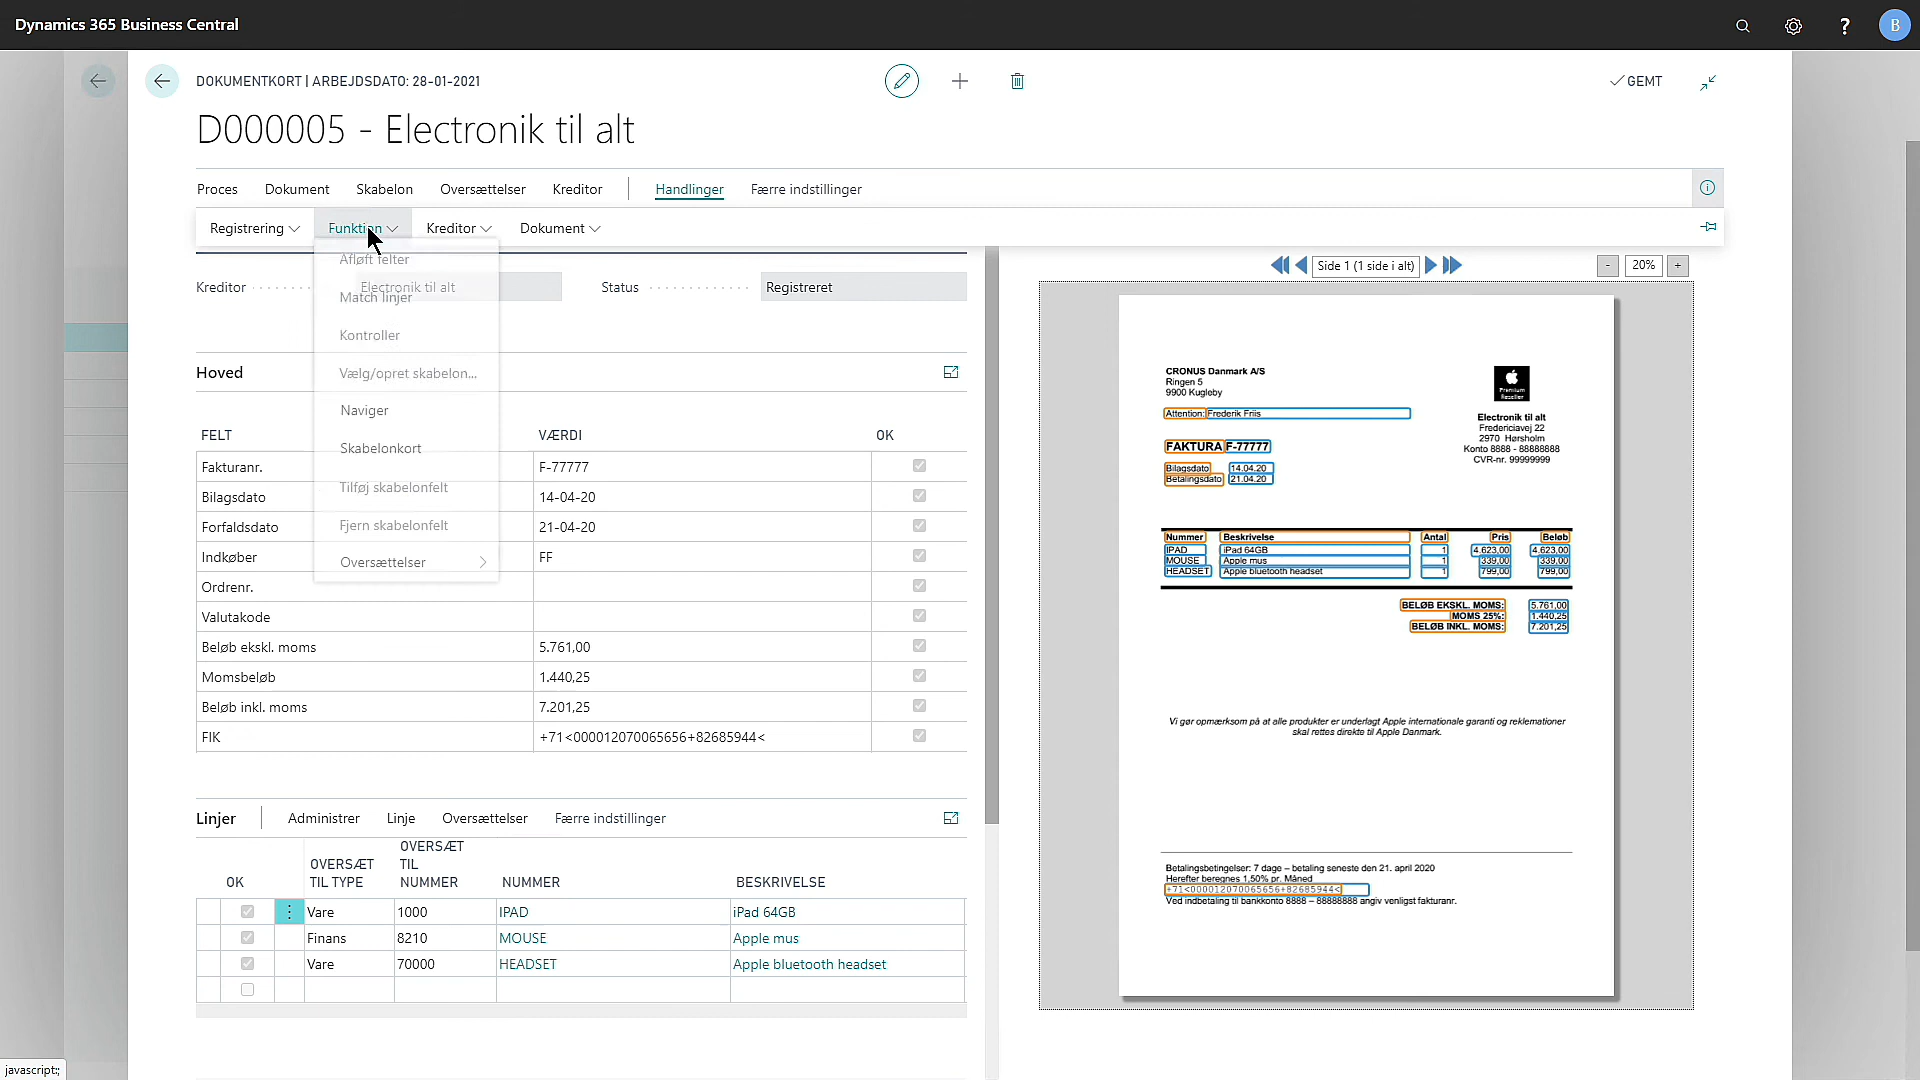 Dynamics 365 Business Central
?
B
DOKUMENTKORT | ARBEJDSDATO: 28-01-2021
GEMT
D000005 - Electronik til alt
Proces
Dokument
Skabelon
Oversættelser
Kreditor
Handlinger
Færre indstillinger
Registrering
Funktion
Kreditor
Dokument
Afløft felter
Match linjer
Kontroller
Vælg/opret skabelon...
Naviger
Skabelonkort
Tilføj skabelonfelt
Fjern skabelonfelt
Oversættelser
Kreditor
Electronik til alt
Status
Registreret
Hoved
FELT VÆRDI OK
Fakturanr. F-77777
Bilagsdato 14-04-20
Forfaldsdato 21-04-20
Indkøber FF
Ordrenr.
Valutakode
Beløb ekskl. moms 5.761,00
Momsbeløb 1.440,25
Beløb inkl. moms 7.201,25
FIK +71<000012070065656+82685944<
Linjer
Administrer
Linje
Oversættelser
Færre indstillinger
OK
OVERSÆT
TIL TYPE
OVERSÆT
TIL
NUMMER
NUMMER
BESKRIVELSE
Vare 1000 IPAD iPad 64GB
Finans 8210 MOUSE Apple mus
Vare 70000 HEADSET Apple bluetooth headset
Side 1 (1 side i alt)
-
20%
+
CRONUS Danmark A/S
Ringen 5
9900 Kugleby
Attention: Frederik Friis
Premium
Reseller
Electronik til alt
Fredericiavej 22
2970 Hørsholm
Konto 8888 - 88888888
CVR-nr. 99999999
FAKTURA F-77777
Bilagsdato 14.04.20
Betalingsdato 21.04.20
Nummer Beskrivelse Antal Pris Beløb
IPAD iPad 64GB 1 4.623,00 4.623,00
MOUSE Apple mus 1 339,00 339,00
HEADSET Apple bluetooth headset 1 799,00 799,00
BELØB EKSKL. MOMS: 5.761,00
MOMS 25%: 1.440,25
BELØB INKL. MOMS: 7.201,25
Vi gør opmærksom på at alle produkter er underlagt Apple internationale garanti og reklemationer
skal rettes direkte til Apple Danmark.
Betalingsbetingelser: 7 dage – betaling seneste den 21. april 2020
Herefter beregnes 1,50% pr. Måned
+71<000012070065656+82685944<
Ved indbetaling til bankkonto 8888 – 88888888 angiv venligst fakturanr.
javascript:;